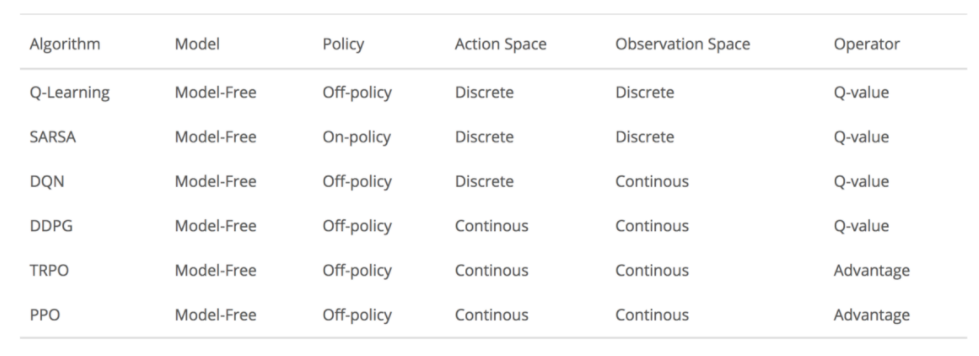 Algorithm Model Policy Action Space Observation Space Operator
Q-Learning Model-Free Off-policy Discrete Discrete Q-value
SARSA Model-Free On-policy Discrete Discrete Q-value
DQN Model-Free Off-policy Discrete Continous Q-value
DDPG Model-Free Off-policy Continous Continous Q-value
TRPO Model-Free Off-policy Continous Continous Advantage
PPO Model-Free Off-policy Continous Continous Advantage